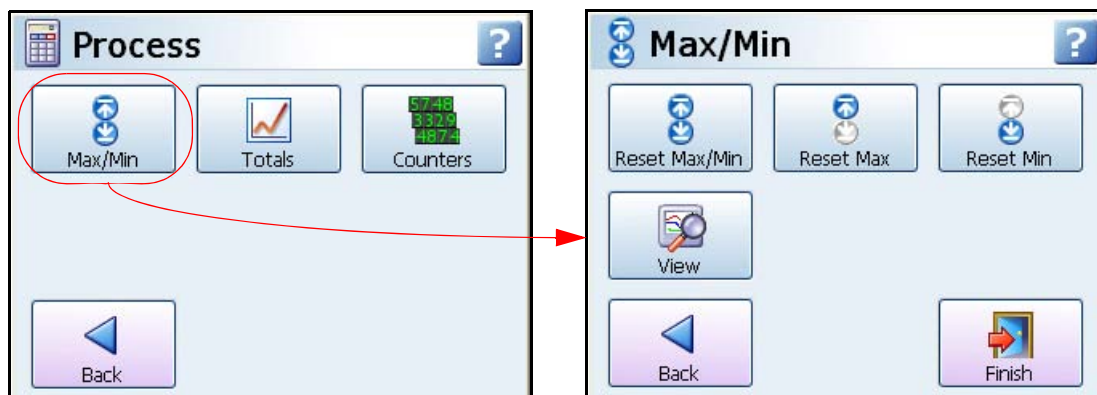 Process
?
Max/Min
Totals
5748
3329
4874
Counters
Back
Max/Min
?
Reset Max/Min
Reset Max
Reset Min
View
Back
Finish